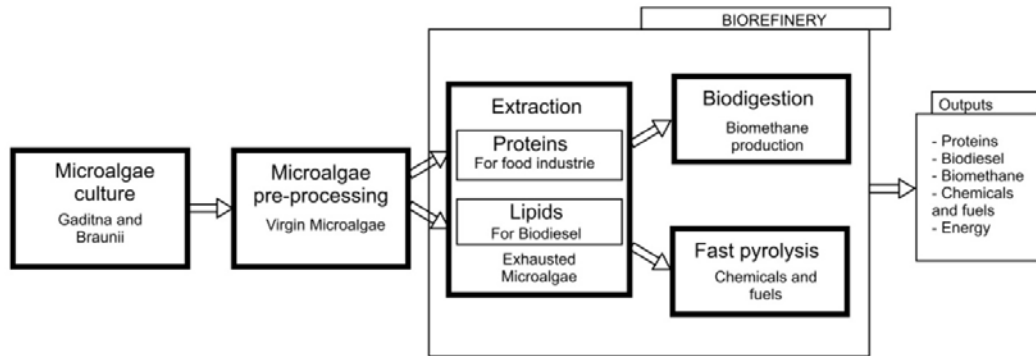 BIOREFINERY
Microalgae
culture
Gaditna and
Braunii
Microalgae
pre-processing
Virgin Microalgae
Extraction
Proteins
For food industrie
Lipids
For Biodiesel
Exhausted
Microalgae
Biodigestion
Biomethane
production
Fast pyrolysis
Chemicals and
fuels
Outputs
- Proteins
- Biodiesel
- Biomethane
- Chemicals
and fuels
- Energy